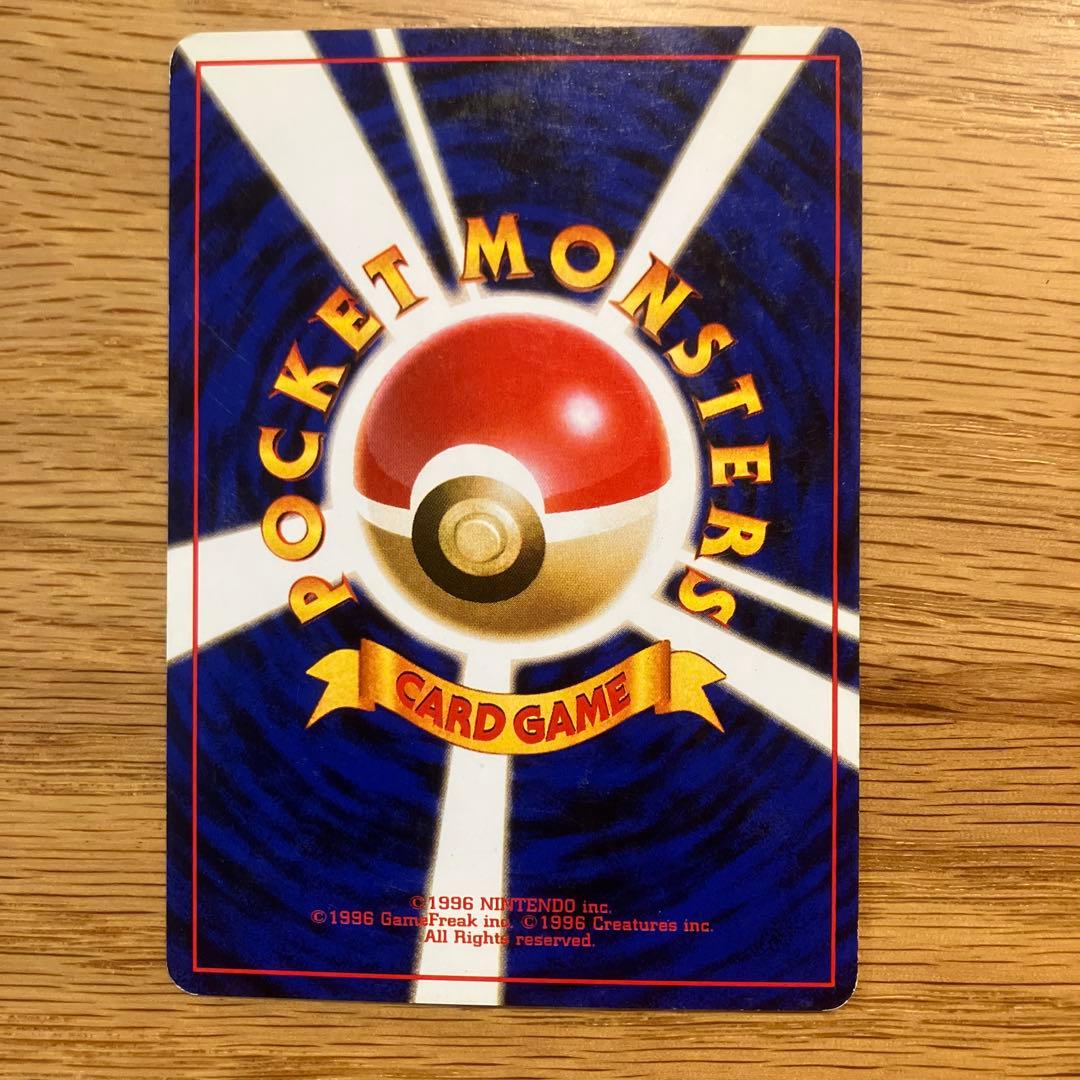 POCKET MONSTERS
CARD GAME
©1996 NINTENDO inc.
©1996 GameFreak inc. ©1996 Creatures inc.
All Rights reserved.